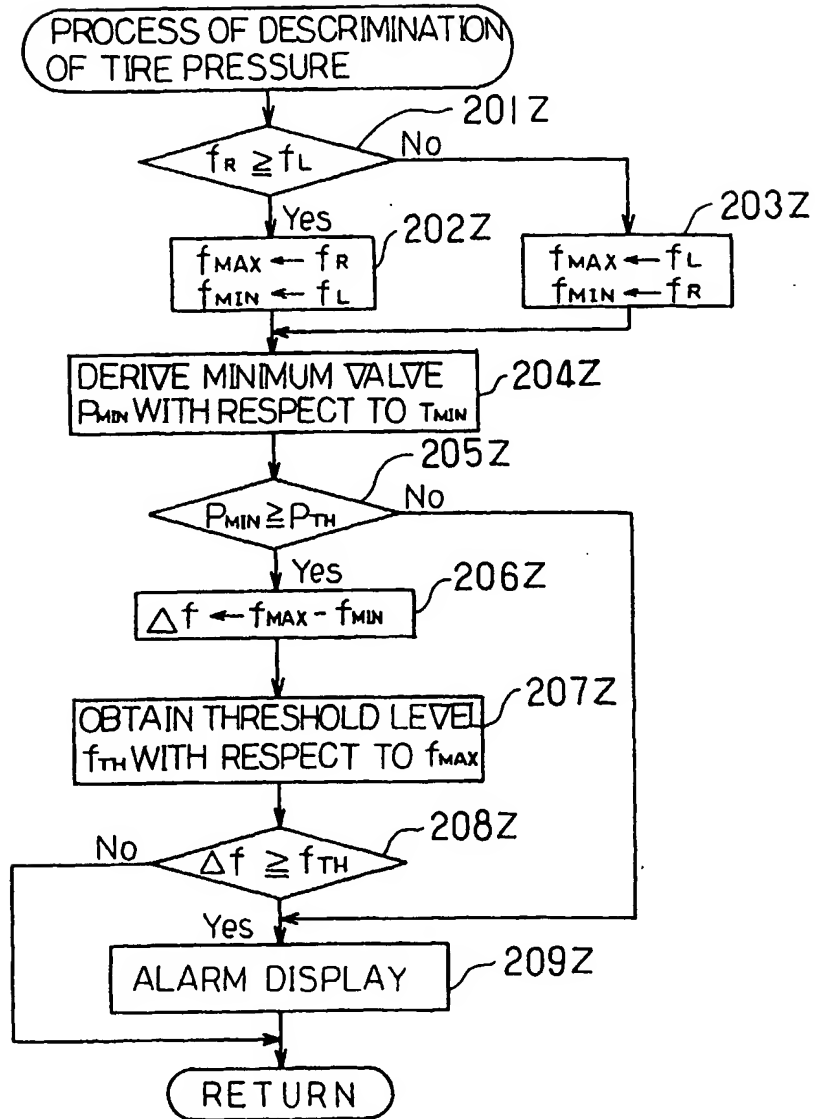 PROCESS OF DESCRIMINATION
OF TIRE PRESSURE
201Z
fR ≧ fL
No
Yes
202Z
fMAX ← fR
fMIN ← fL
203Z
fMAX ← fL
fMIN ← fR
DERIVE MINIMUM VALVE
PMIN WITH RESPECT TO TMIN
204Z
205Z
PMIN ≧ PTH
No
Yes
206Z
△f ← fMAX - fMIN
207Z
OBTAIN THRESHOLD LEVEL
fTH WITH RESPECT TO fMAX
208Z
No
△f ≧ fTH
Yes
ALARM DISPLAY
209Z
RETURN